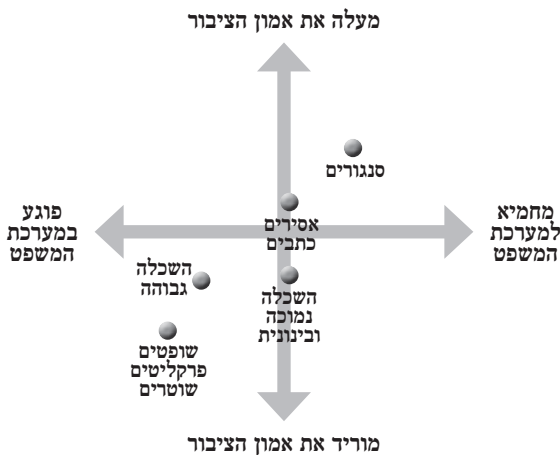 מעלה את אמון הציבור
סנגורים
מחמיא
למערכת
המשפט
פוגע
במערכת
המשפט
אסירים
כתבים
השכלה
גבוהה
השכלה
נמוכה
ובינונית
שופטים
פרקליטים
שוטרים
מוריד את אמון הציבור